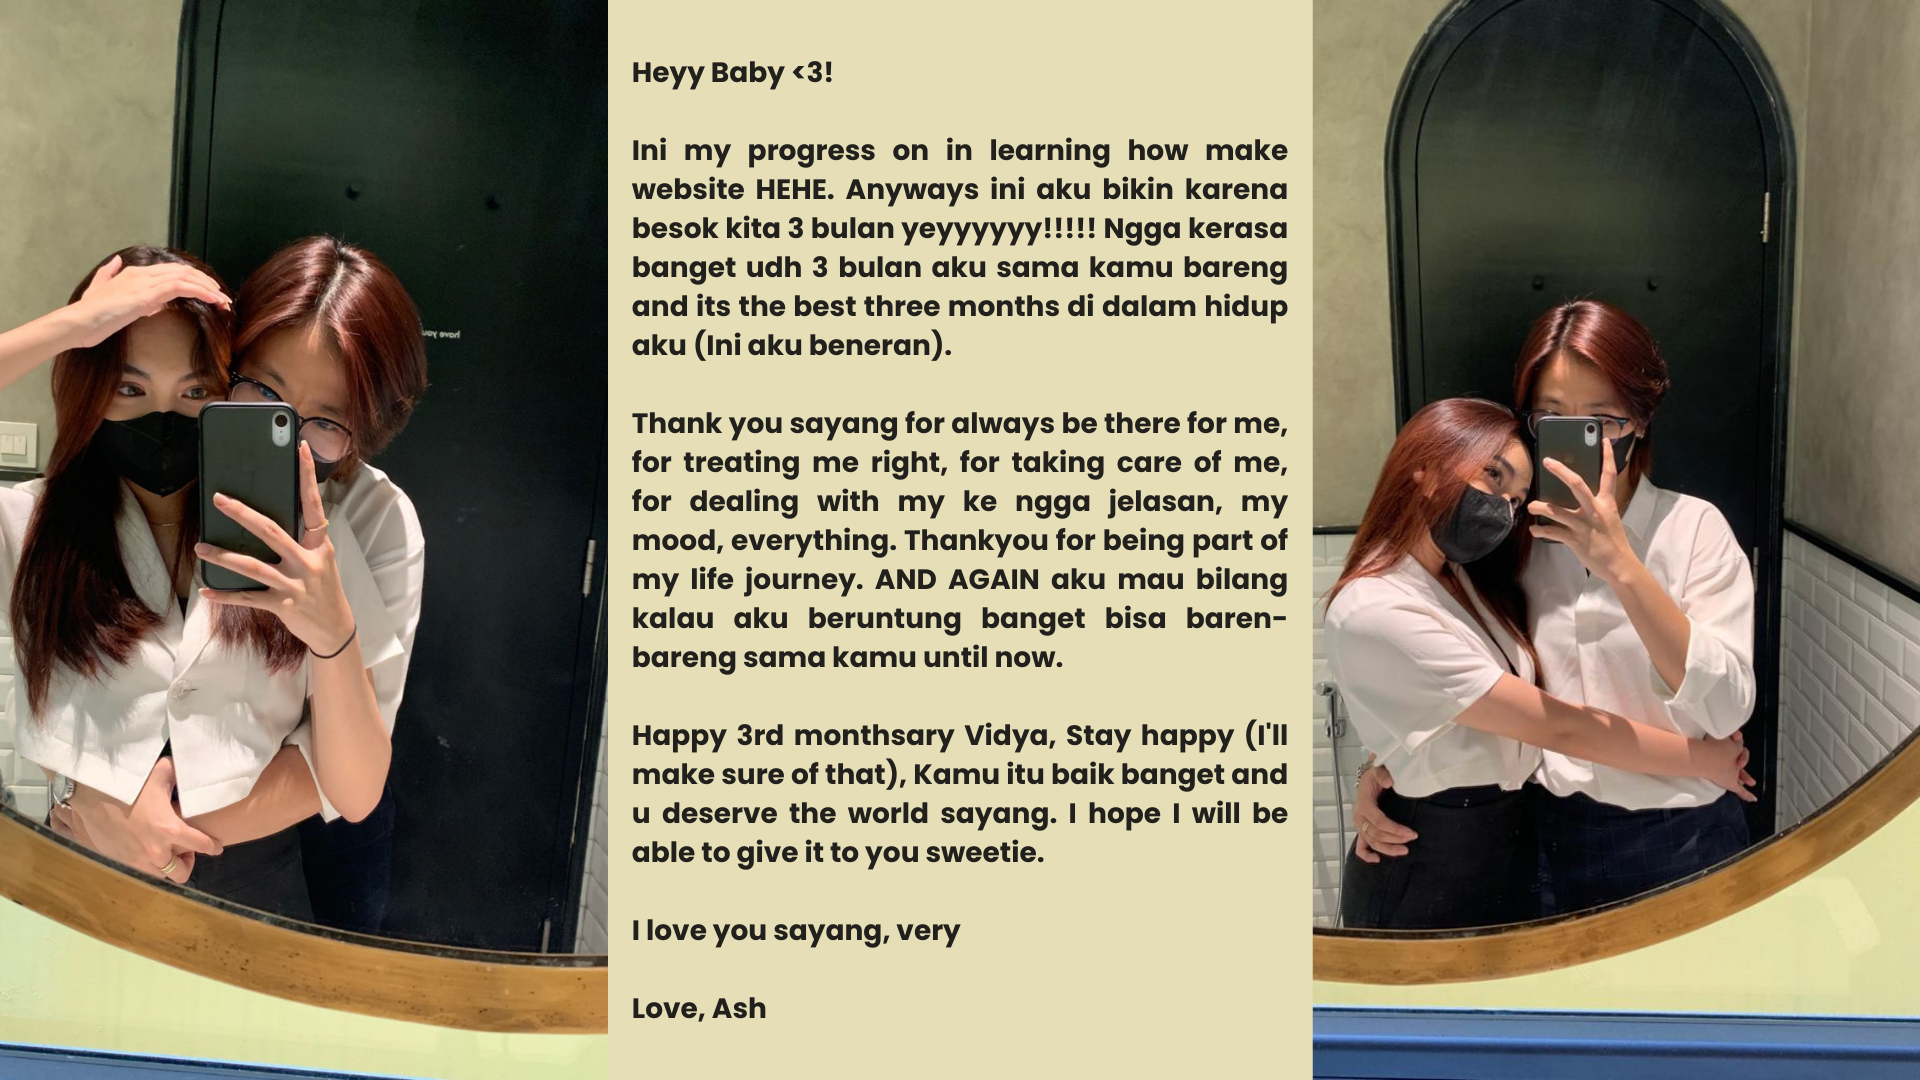 Heyy Baby <3!
Ini my progress on in learning how make
website HEHE. Anyways ini aku bikin karena
besok kita 3 bulan yeyyyyyy!!!!! Ngga kerasa
banget udh 3 bulan aku sama kamu bareng
and its the best three months di dalam hidup
aku (Ini aku beneran).
Thank you sayang for always be there for me,
for treating me right, for taking care of me,
for dealing with my ke ngga jelasan, my
mood, everything. Thankyou for being part of
my life journey. AND AGAIN aku mau bilang
kalau aku beruntung banget bisa baren-
bareng sama kamu until now.
Happy 3rd monthsary Vidya, Stay happy (I'll
make sure of that), Kamu itu baik banget and
u deserve the world sayang. I hope I will be
able to give it to you sweetie.
I love you sayang, very
Love, Ash
have you